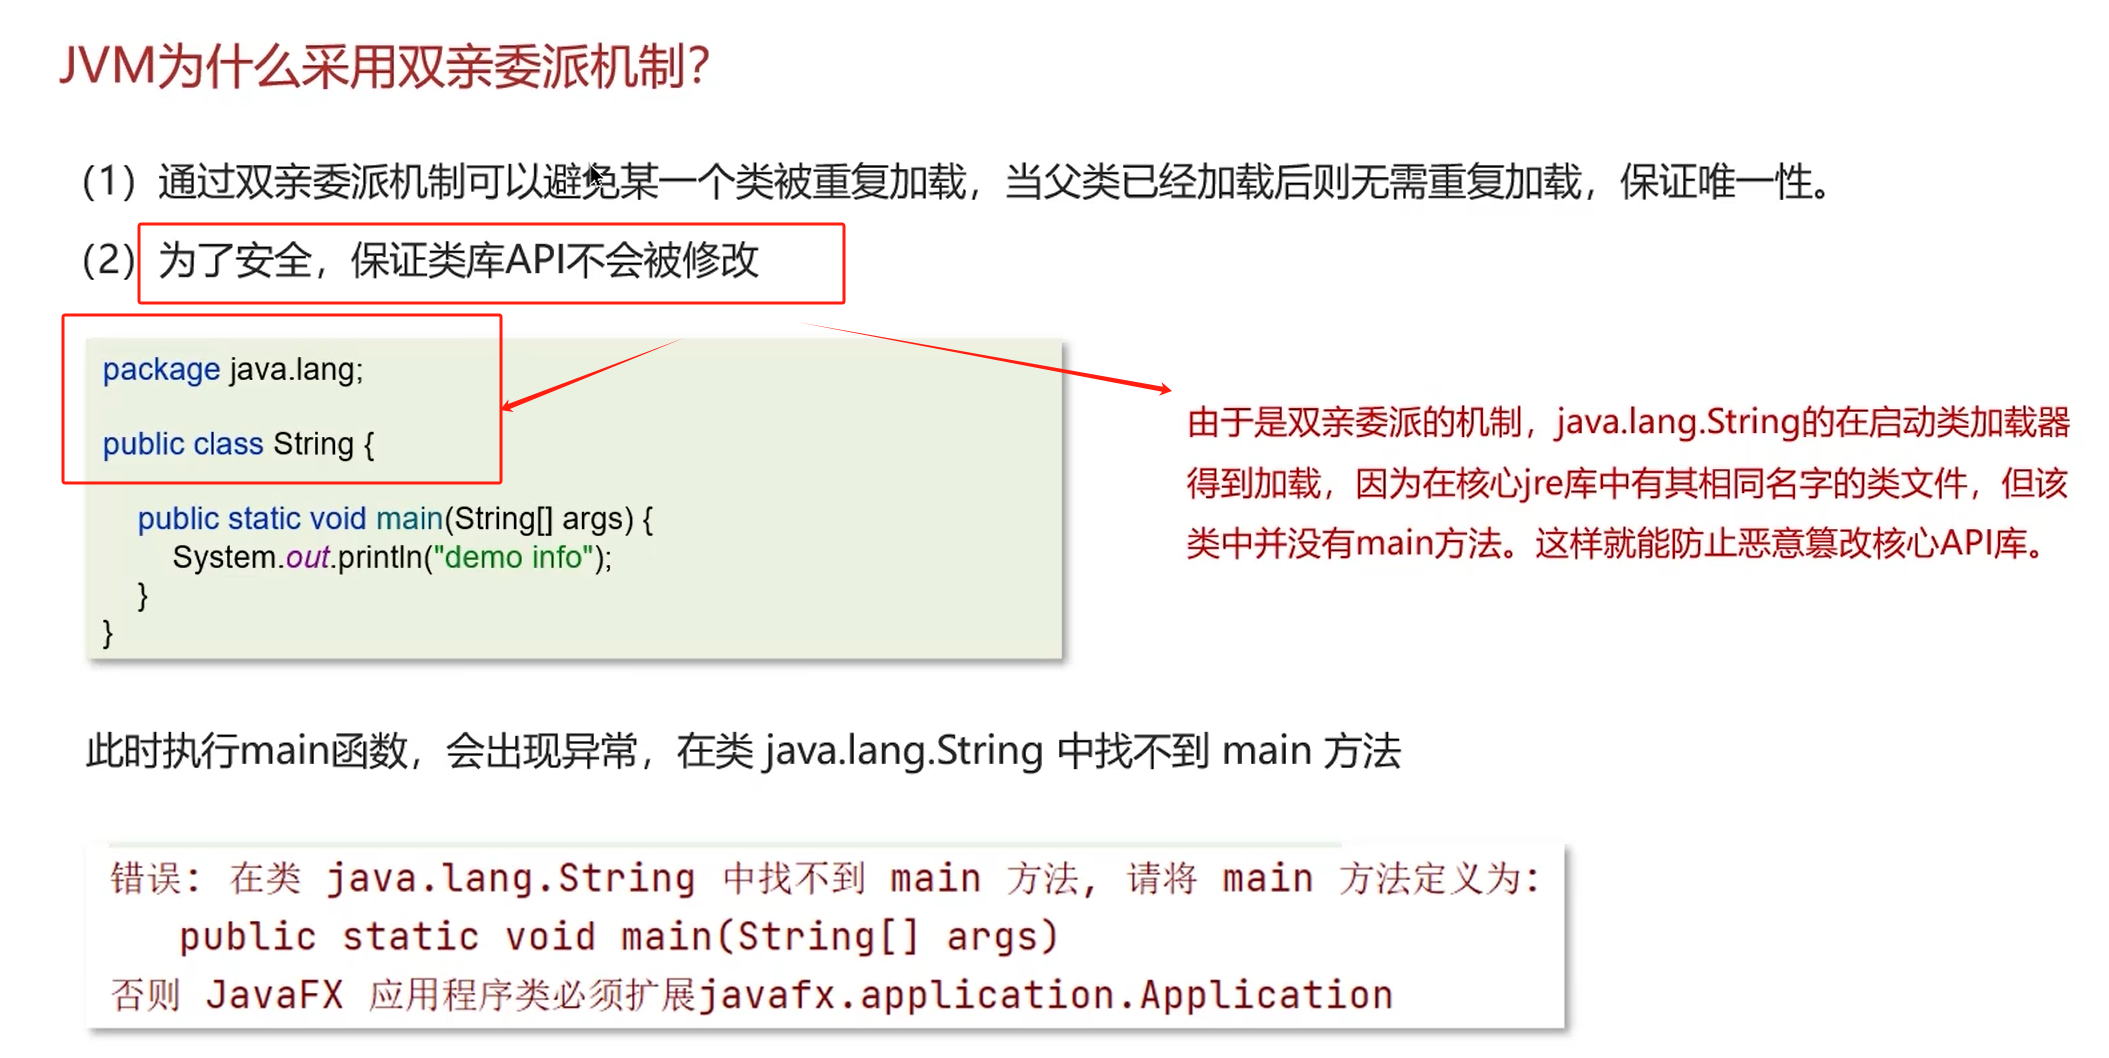 JVM为什么采用双亲委派机制？
（1）通过双亲委派机制可以避免某一个类被重复加载，当父类已经加载后则无需重复加载，保证唯一性。
（2）为了安全，保证类库API不会被修改
package java.lang;
public class String {
public static void main(String[] args) {
System.out.println("demo info");
}
}
由于是双亲委派的机制，java.lang.String的在启动类加载器
得到加载，因为在核心jre库中有其相同名字的类文件，但该
类中并没有main方法。这样就能防止恶意篡改核心API库。
此时执行main函数，会出现异常，在类 java.lang.String 中找不到 main 方法
错误: 在类 java.lang.String 中找不到 main 方法, 请将 main 方法定义为:
public static void main(String[] args)
否则 JavaFX 应用程序类必须扩展javafx.application.Application